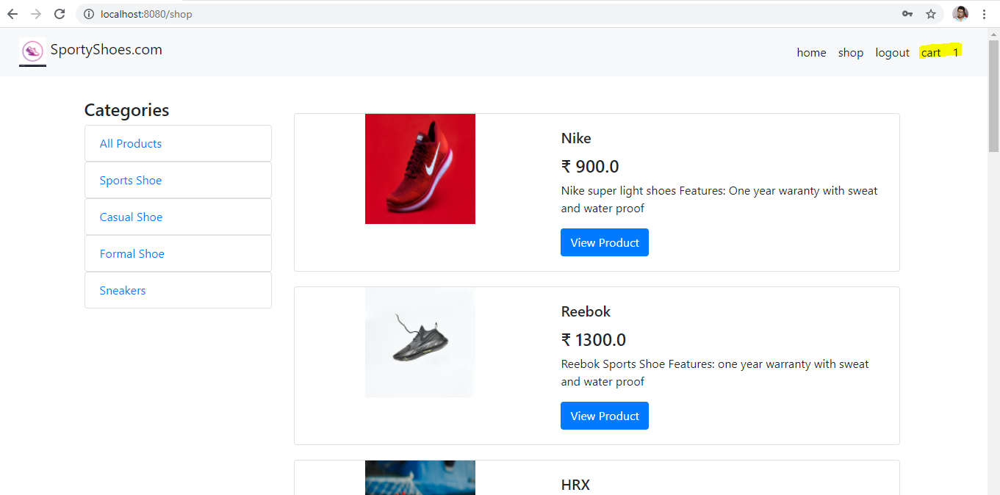 localhost:8080/shop
SportyShoes.com
home shop logout cart 1
Categories
All Products
Sports Shoe
Casual Shoe
Formal Shoe
Sneakers
Nike
₹ 900.0
Nike super light shoes Features: One year waranty with sweat
and water proof
View Product
Reebok
₹ 1300.0
Reebok Sports Shoe Features: one year warranty with sweat
and water proof
View Product
HRX